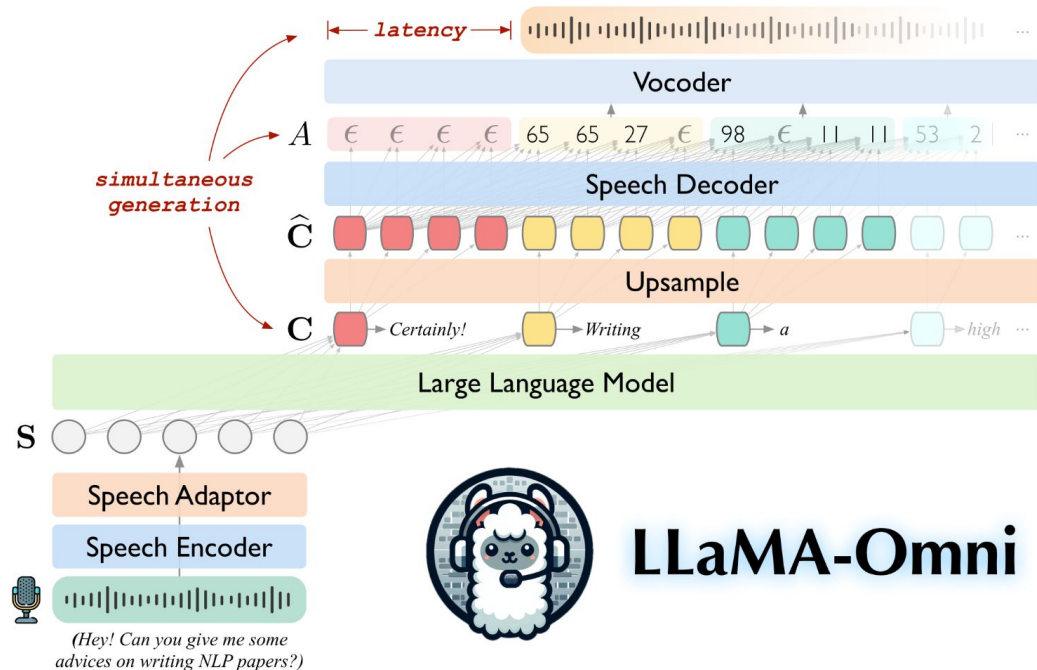 latency
...
Vocoder
A ϵ ϵ ϵ ϵ 65 65 27 ϵ 98 ϵ 11 11 53 2 ...
simultaneous
generation
Speech Decoder
Ĉ ...
Upsample
C Certainly! Writing a high ...
Large Language Model
S
Speech Adaptor
Speech Encoder
LLaMA-Omni
(Hey! Can you give me some
advices on writing NLP papers?)